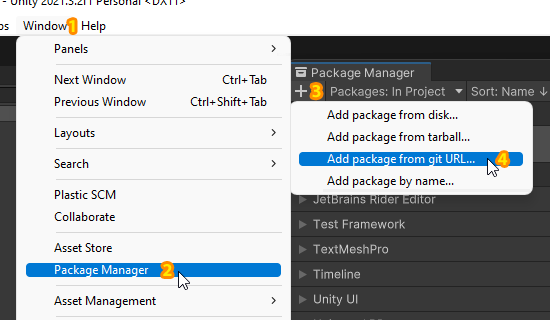 - Unity 2021.3.2f1 Personal <DX11>
Window 1 Help
Panels
Next Window Ctrl+Tab
Previous Window Ctrl+Shift+Tab
Layouts
Search
Plastic SCM
Collaborate
Asset Store
Package Manager 2
Asset Management
Package Manager
+ 3 Packages: In Project Sort: Name ↓
Add package from disk...
Add package from tarball...
Add package from git URL... 4
Add package by name...
JetBrains Rider Editor
Test Framework
TextMeshPro
Timeline
Unity UI